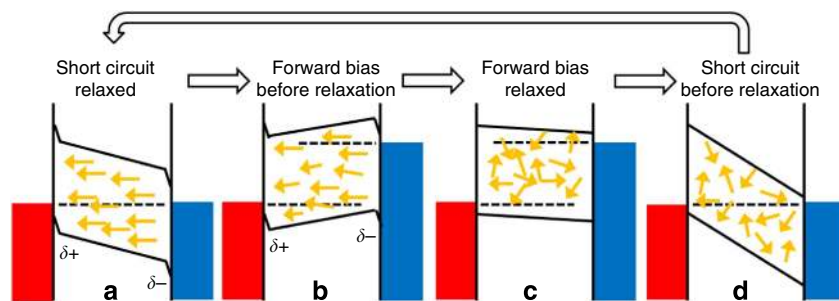 Short circuit
relaxed
Forward bias
before relaxation
Forward bias
relaxed
Short circuit
before relaxation
δ+
δ−
a
δ+
δ−
b
c
d